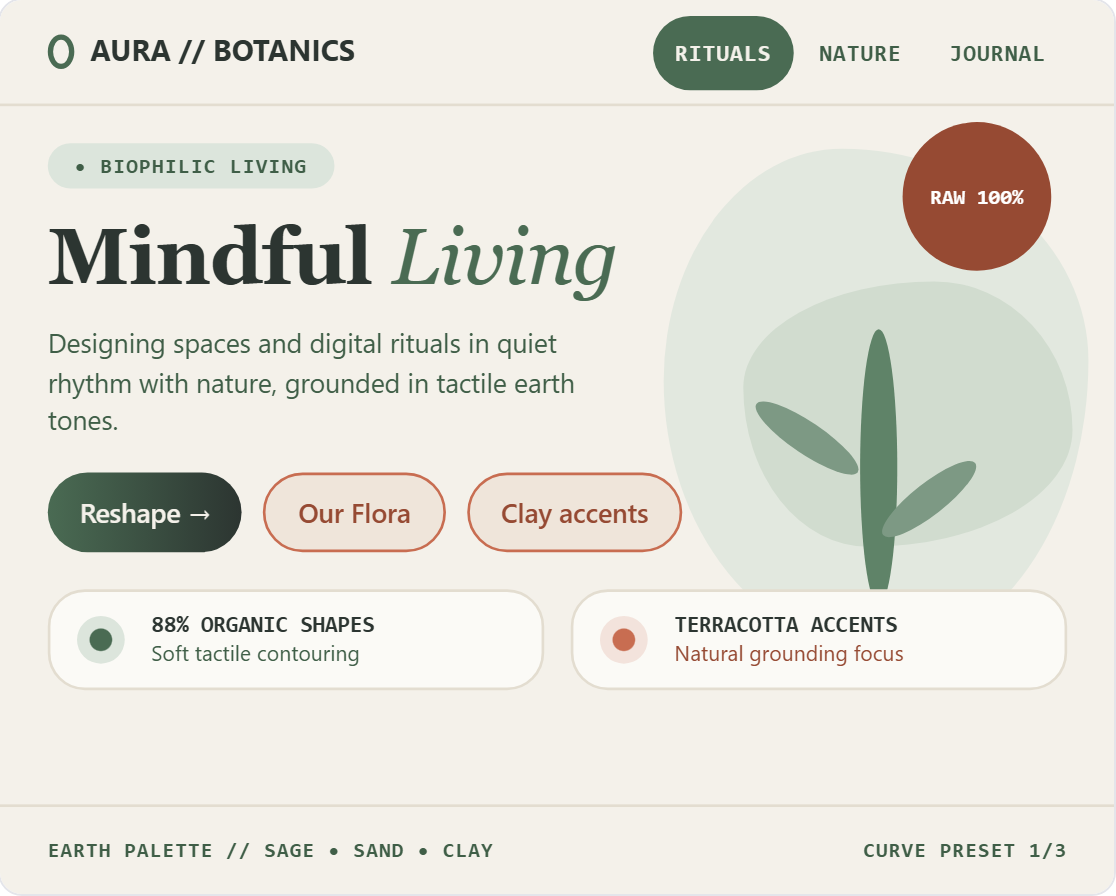 AURA // BOTANICS
RITUALS
NATURE
JOURNAL
• BIOPHILIC LIVING
RAW 100%
Mindful Living
Designing spaces and digital rituals in quiet
rhythm with nature, grounded in tactile earth
tones.
Reshape →
Our Flora
Clay accents
88% ORGANIC SHAPES
Soft tactile contouring
TERRACOTTA ACCENTS
Natural grounding focus
EARTH PALETTE // SAGE • SAND • CLAY
CURVE PRESET 1/3